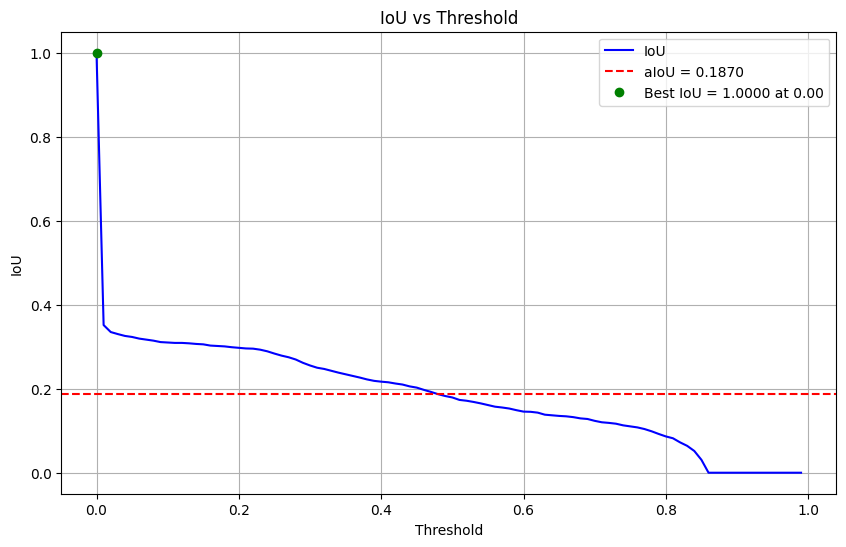 IoU vs Threshold
IoU
aIoU = 0.1870
Best IoU = 1.0000 at 0.00
1.0
0.8
0.6
0.4
0.2
0.0
IoU
0.0 0.2 0.4 0.6 0.8 1.0
Threshold